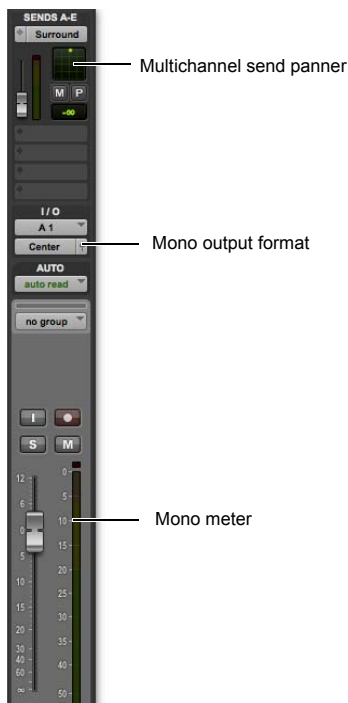 SENDS A-E
Surround
Multichannel send panner
M P
-∞
I / O
A 1
Center
Mono output format
AUTO
auto read
no group
I
S M
12
6
0
5
10
15
20
30
40
60
∞
0
5
10
15
20
25
30
35
40
50
Mono meter